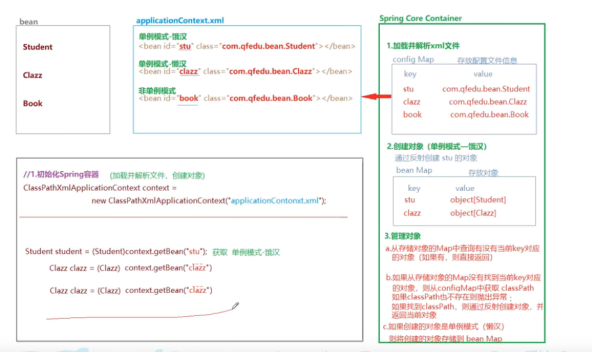 bean
Student
Clazz
Book
applicationContext.xml
单例模式-饿汉
<bean id="stu" class="com.qfedu.bean.Student"></bean>
单例模式-懒汉
<bean id="clazz" class="com.qfedu.bean.Clazz"></bean>
非单例模式
<bean id="book" class="com.qfedu.bean.Book"></bean>
//1.初始化Spring容器 (加载并解析文件、创建对象)
ClassPathXmlApplicationContext context =
new ClassPathXmlApplicationContext("applicationContonxt.xml");
Student student = (Student)context.getBean("stu"); 获取 单例模式-饿汉
Clazz clacz = (Clazz) context.getBean("clazz")
Clazz clacz = (Clazz) context.getBean("clazz")
Spring Core Container
1.加载并解析xml文件
config Map 存放配置文件信息
key value
stu com.qfedu.bean.Student
clazz com.qfedu.bean.Clazz
book com.qfedu.bean.Book
2.创建对象（单例模式—饿汉）
通过反射创建 stu 的对象
bean Map 存放对象
key value
stu object[Student]
clazz object[Clazz]
3.管理对象
a.从存储对象的Map中查询有没有当前key对应
的对象（如果有，则直接返回）
b.如果从存储对象的Map没有找到当前key对应
的对象，则从configMap中获取 classPath
如果classPath也不存在则抛出异常；
如果找到classPath，则通过反射创建对象，并
返回当前对象
c.如果创建的对象是单例模式（懒汉）
则将创建的对象存储到 bean Map